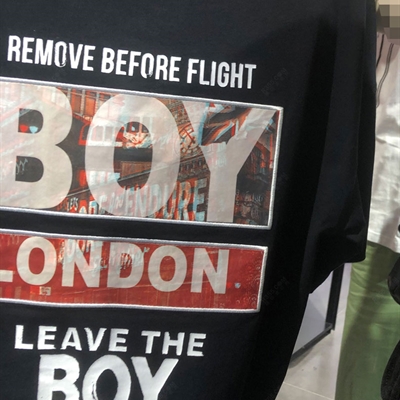 REMOVE BEFORE FLIGHT
BOY
LONDON
LEAVE THE
BOY